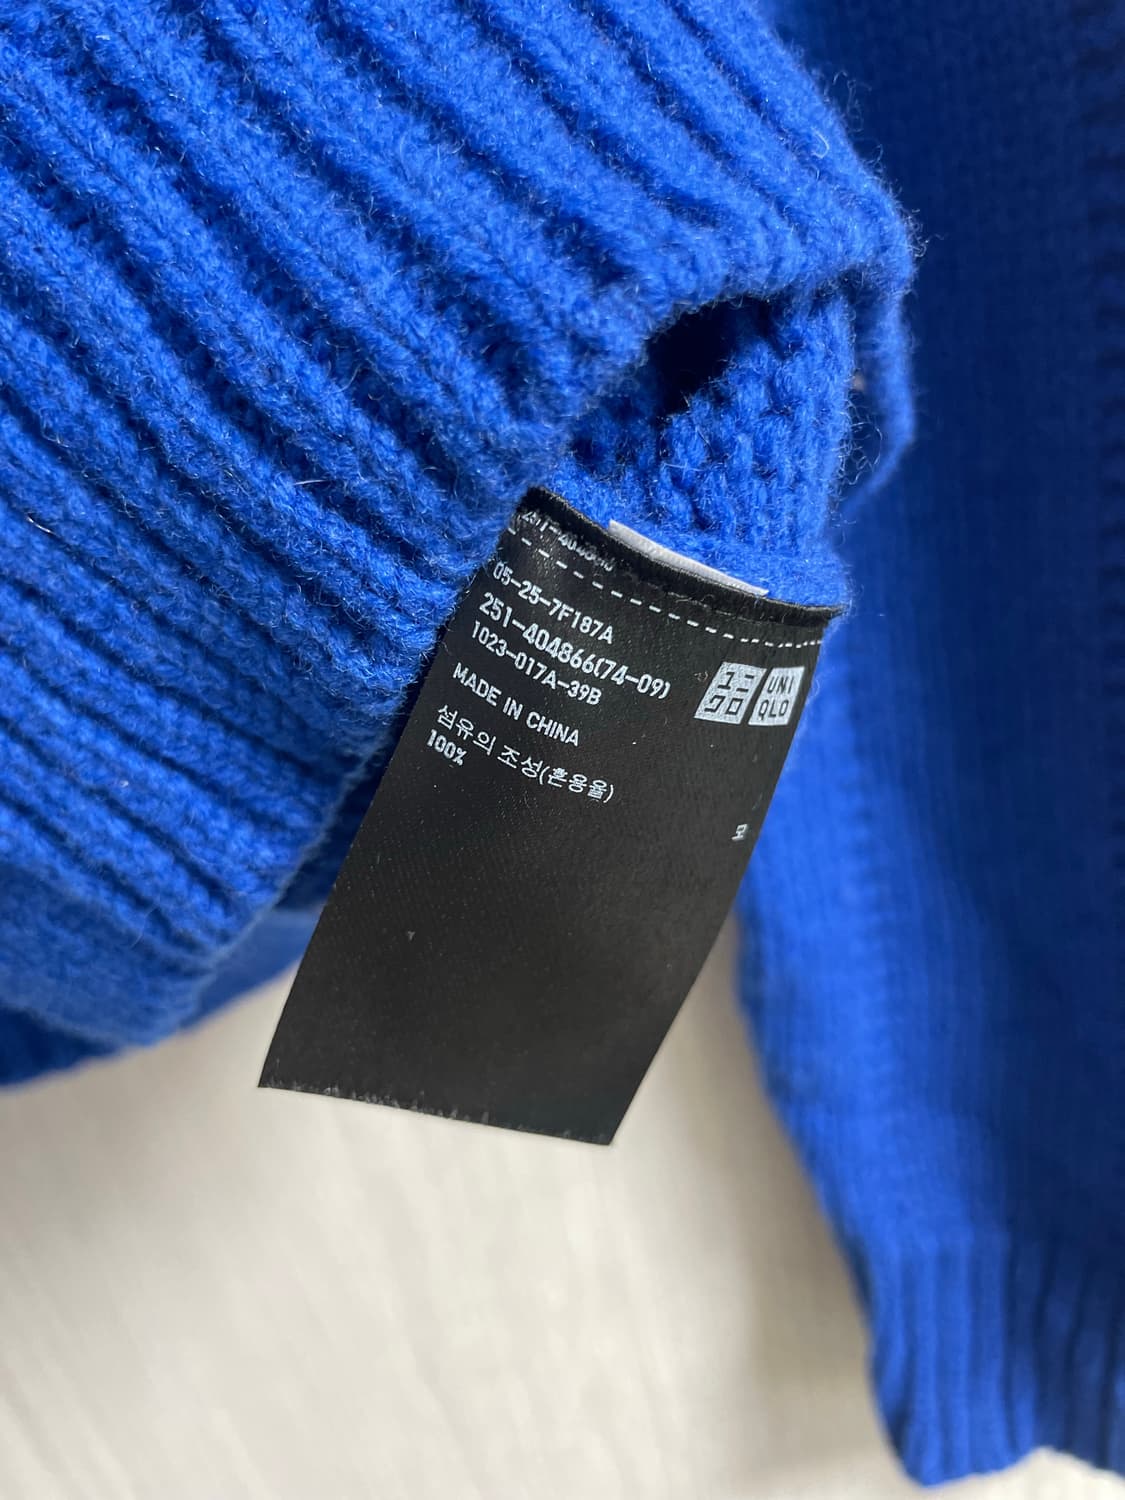 05-25-7F187A
251-404866(74-09)
1023-017A-39B
MADE IN CHINA
ユニ
クロ
UNI
QLO
섬유의 조성(혼용율)
100%
모